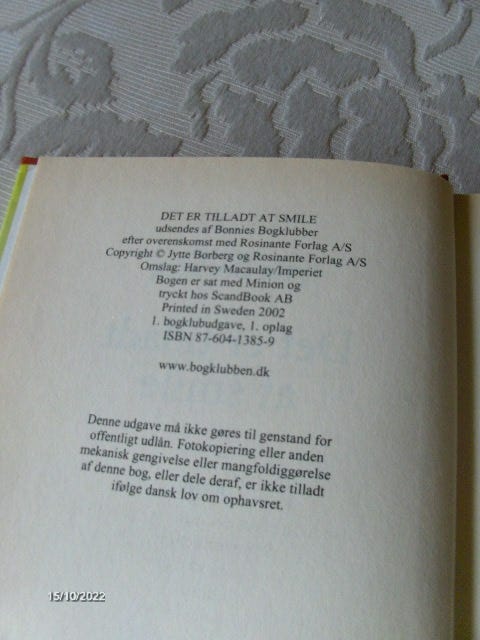 DET ER TILLADT AT SMILE
udsendes af Bonnies Bogklubber
efter overenskomst med Rosinante Forlag A/S
Copyright © Jytte Borberg og Rosinante Forlag A/S
Omslag: Harvey Macaulay/Imperiet
Bogen er sat med Minion og
trykt hos ScandBook AB
Printed in Sweden 2002
1. bogklubudgave, 1. oplag
ISBN 87-604-1385-9
www.bogklubben.dk
Denne udgave må ikke gøres til genstand for
offentligt udlån. Fotokopiering eller anden
mekanisk gengivelse eller mangfoldiggørelse
af denne bog, eller dele deraf, er ikke tilladt
ifølge dansk lov om ophavsret.
15/10/2022